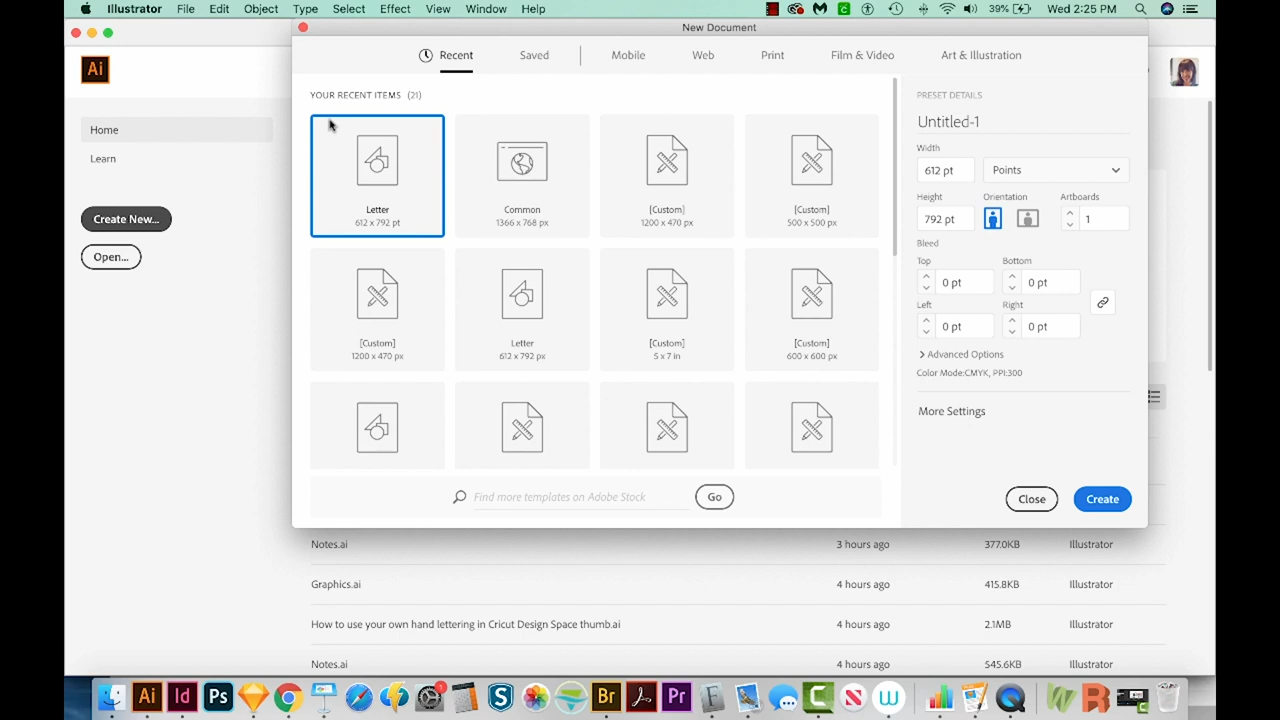 Illustrator File Edit Object Type Select Effect View Window Help 39% Wed 2:25 PM
New Document
Ai
Recent Saved Mobile Web Print Film & Video Art & Illustration
YOUR RECENT ITEMS (21)
Home
Learn
Create New...
Open...
Letter
612 x 792 pt
Common
1366 x 768 px
[Custom]
1200 x 470 px
[Custom]
500 x 500 px
[Custom]
1200 x 470 px
Letter
612 x 792 px
[Custom]
5 x 7 in
[Custom]
600 x 600 px
Find more templates on Adobe Stock Go
PRESET DETAILS
Untitled-1
Width
612 pt Points
Height Orientation Artboards
792 pt 1
Bleed
Top Bottom
0 pt 0 pt
Left Right
0 pt 0 pt
Advanced Options
Color Mode:CMYK, PPI:300
More Settings
Close Create
Notes.ai 3 hours ago 377.0KB Illustrator
Graphics.ai 4 hours ago 415.8KB Illustrator
How to use your own hand lettering in Cricut Design Space thumb.ai 4 hours ago 2.1MB Illustrator
Notes.ai 4 hours ago 545.6KB Illustrator
Ai Id Ps S Br Pr C N W R